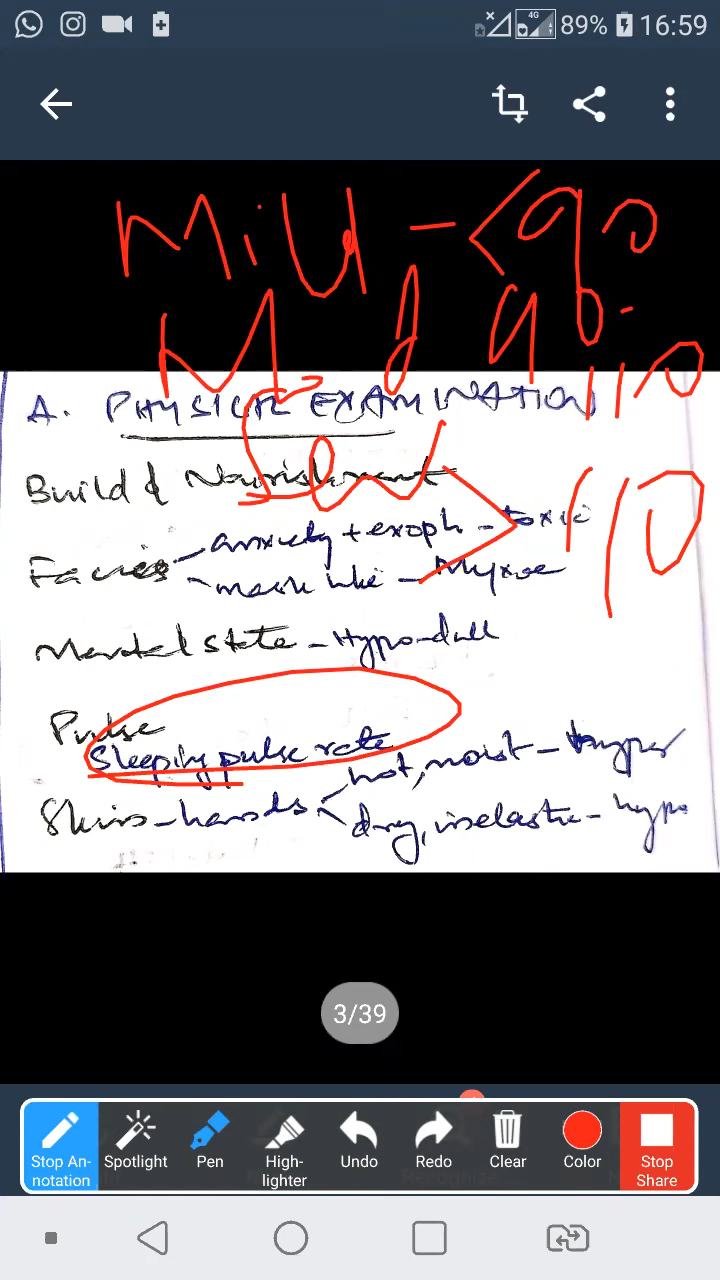 4G 89% 16:59
Mild - <90
Mod 90-110
A. PHYSICAL EXAMINATION
Sev >110
Build & Nourishment
Facies - anxiety + exoph - toxic
- mask like - Myxoe
Mental state - Hypo-dull
Pulse
Sleeping pulse rate
Skin - hands < hot, moist - hyper
dry, inelastic - hypo
3/39
Stop Annotation
Spotlight
Pen
High-lighter
Undo
Redo
Clear
Color
Stop Share